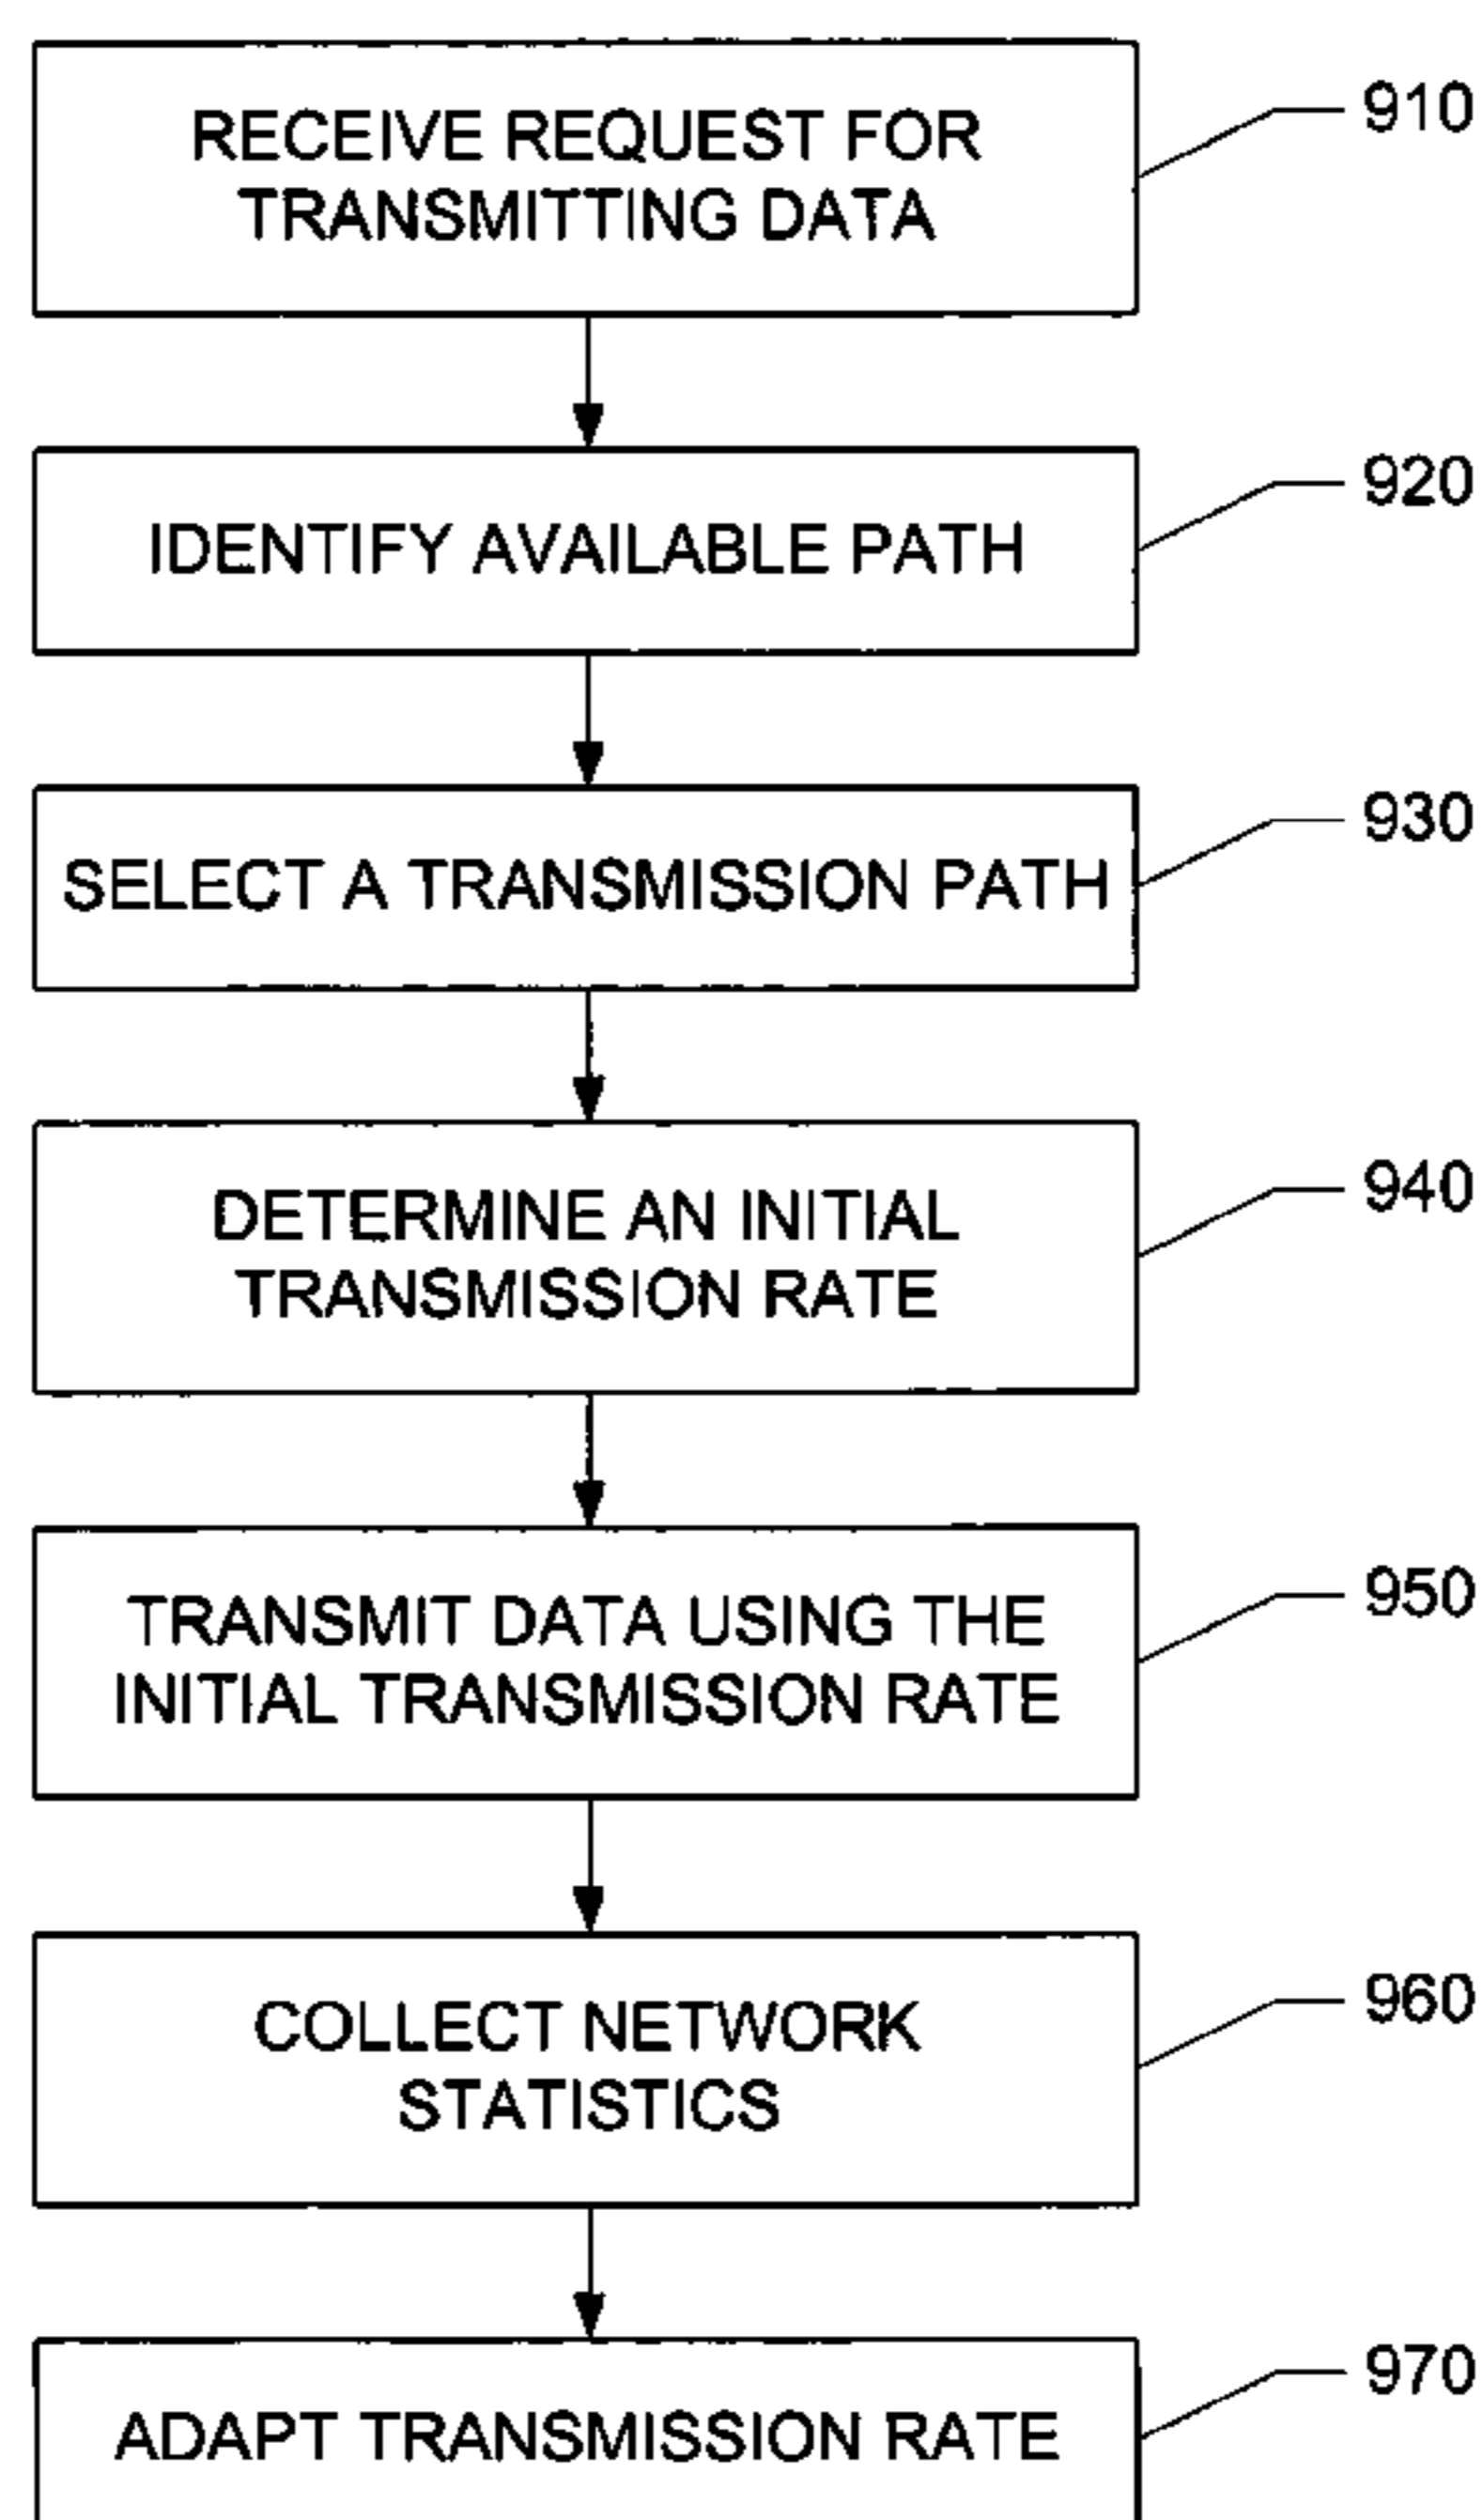 RECEIVE REQUEST FOR
TRANSMITTING DATA
910
IDENTIFY AVAILABLE PATH
920
SELECT A TRANSMISSION PATH
930
DETERMINE AN INITIAL
TRANSMISSION RATE
940
TRANSMIT DATA USING THE
INITIAL TRANSMISSION RATE
950
COLLECT NETWORK
STATISTICS
960
ADAPT TRANSMISSION RATE
970